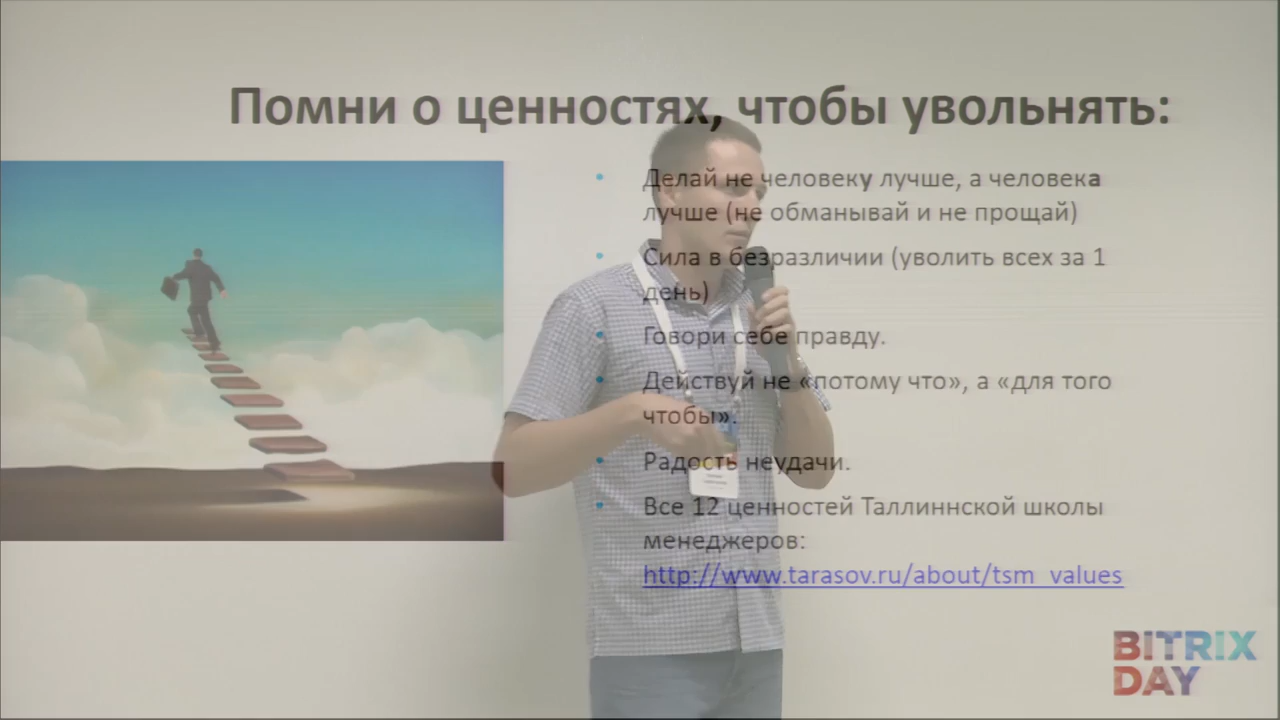 Помни о ценностях, чтобы увольнять:
Делай не человеку лучше, а человека
лучше (не обманывай и не прощай)
Сила в безразличии (уволить всех за 1
день)
Говори себе правду.
Действуй не «потому что», а «для того
чтобы».
Радость неудачи.
Все 12 ценностей Таллиннской школы
менеджеров:
http://www.tarasov.ru/about/tsm_values
BITRIX
DAY